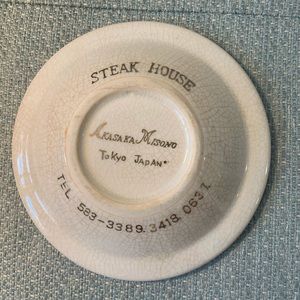 STEAK HOUSE
AKASAKA MISONO
TOKYO JAPAN
TEL. 583-3389. 3418. 0637.